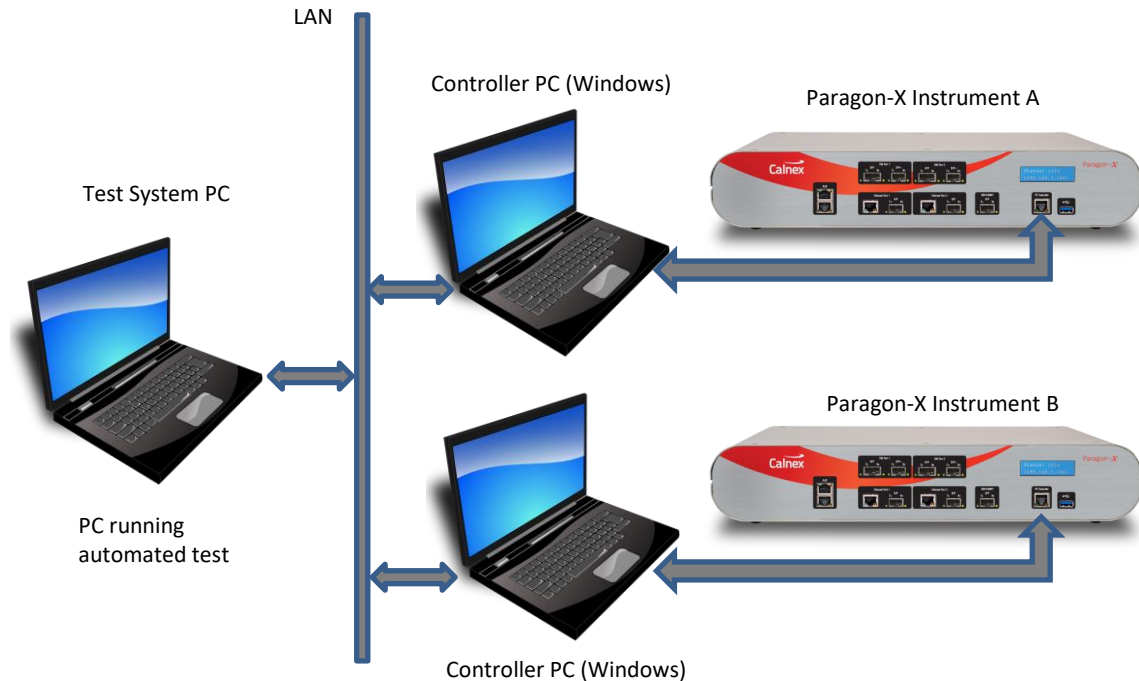 LAN
Controller PC (Windows)
Paragon-X Instrument A
Calnex
Paragon-X
Test System PC
Paragon-X Instrument B
Calnex
Paragon-X
PC running
automated test
Controller PC (Windows)